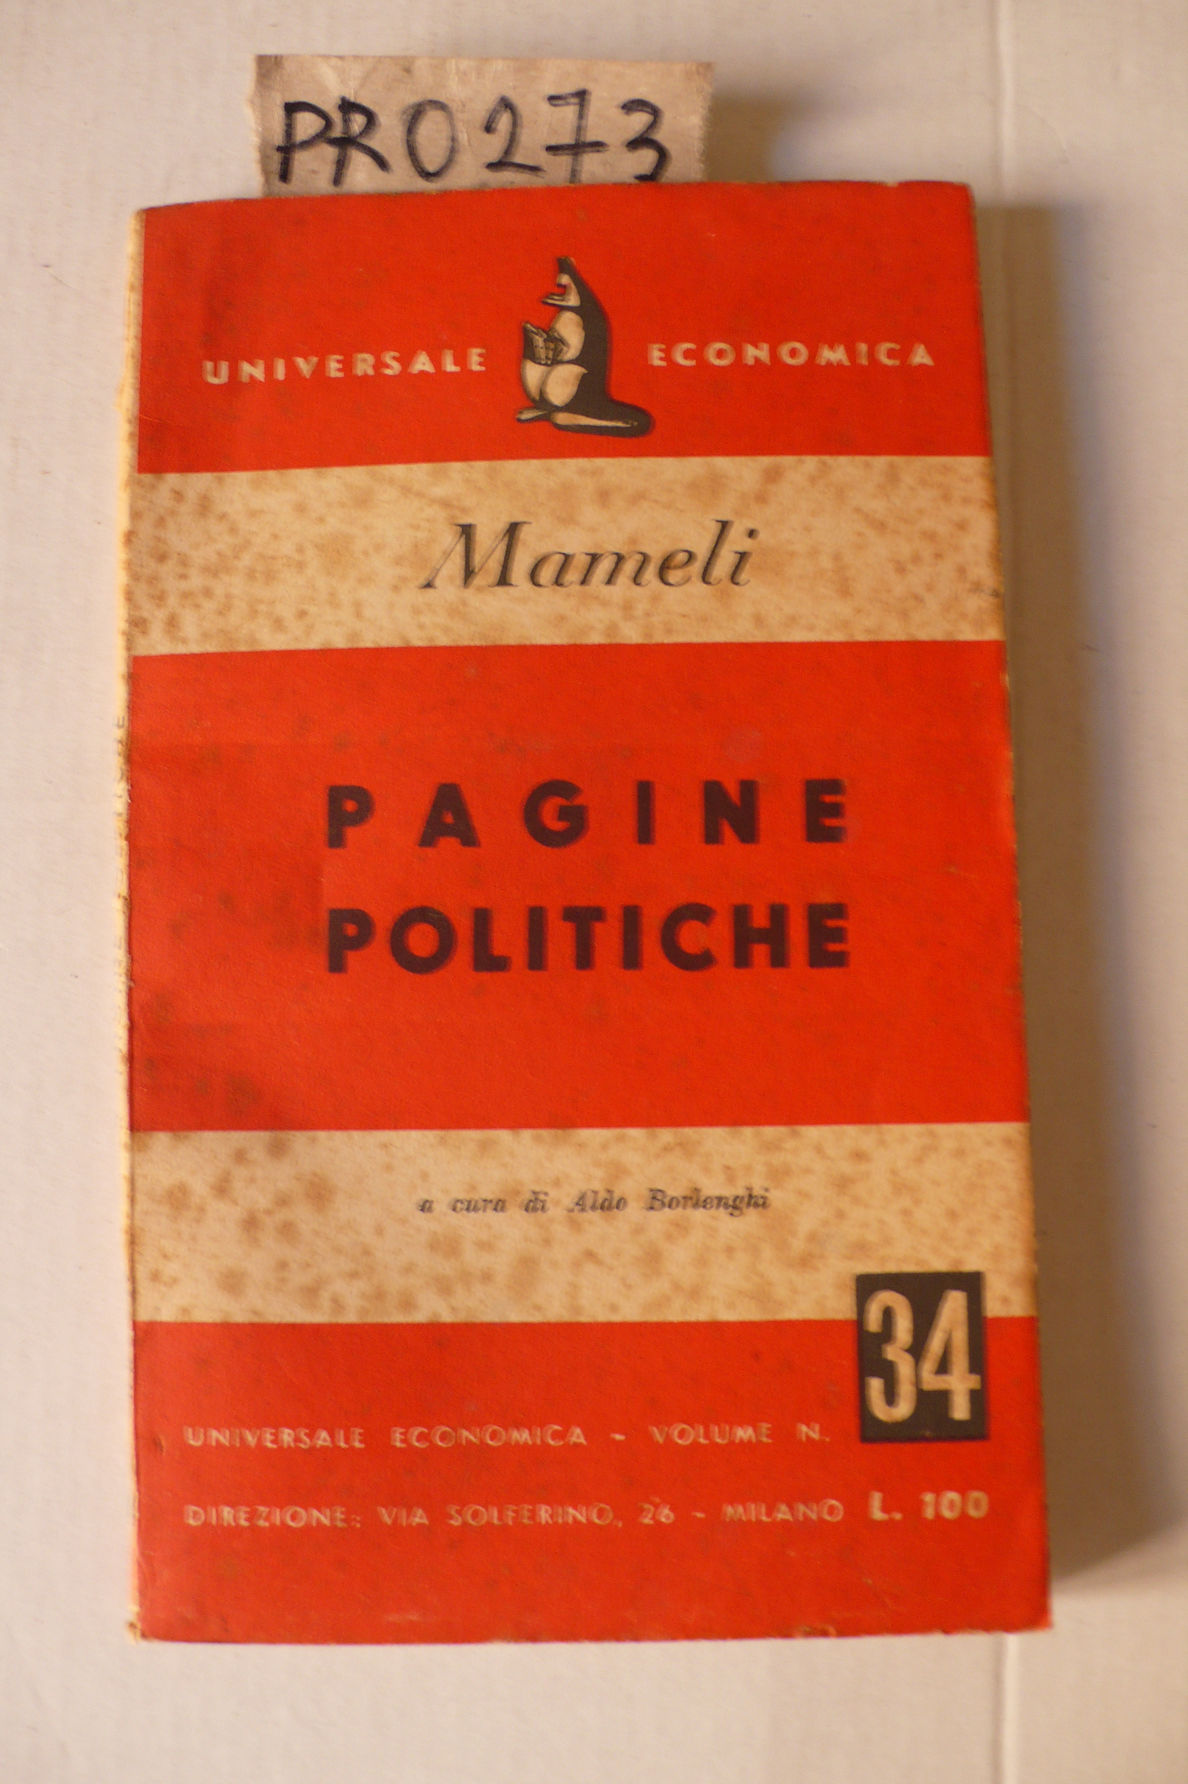 PR0273
UNIVERSALE ECONOMICA
Mameli
PAGINE
POLITICHE
a cura di Aldo Borlenghi
34
UNIVERSALE ECONOMICA - VOLUME N.
DIREZIONE: VIA SOLFERINO, 26 - MILANO L. 100